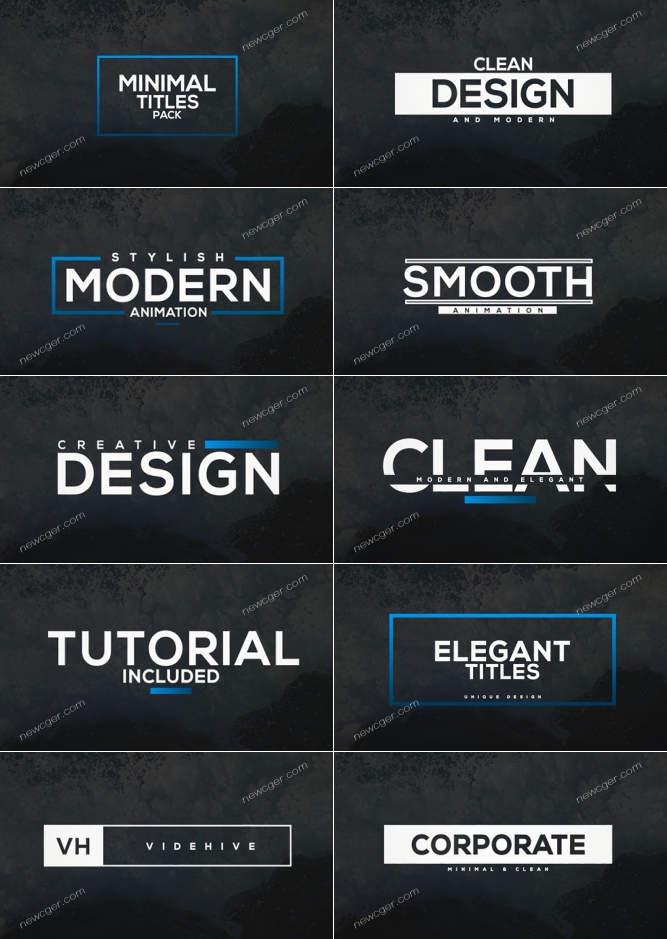 newcger.com
newcger.com
MINIMAL
TITLES
PACK
newcger.com
newcger.com
CLEAN
DESIGN
AND MODERN
newcger.com
newcger.com
STYLISH
MODERN
ANIMATION
newcger.com
newcger.com
SMOOTH
ANIMATION
newcger.com
newcger.com
CREATIVE
DESIGN
newcger.com
newcger.com
CLEAN
MODERN AND ELEGANT
newcger.com
newcger.com
TUTORIAL
INCLUDED
newcger.com
newcger.com
ELEGANT
TITLES
UNIQUE DESIGN
newcger.com
newcger.com
VH VIDEHIVE
newcger.com
newcger.com
CORPORATE
MINIMAL & CLEAN